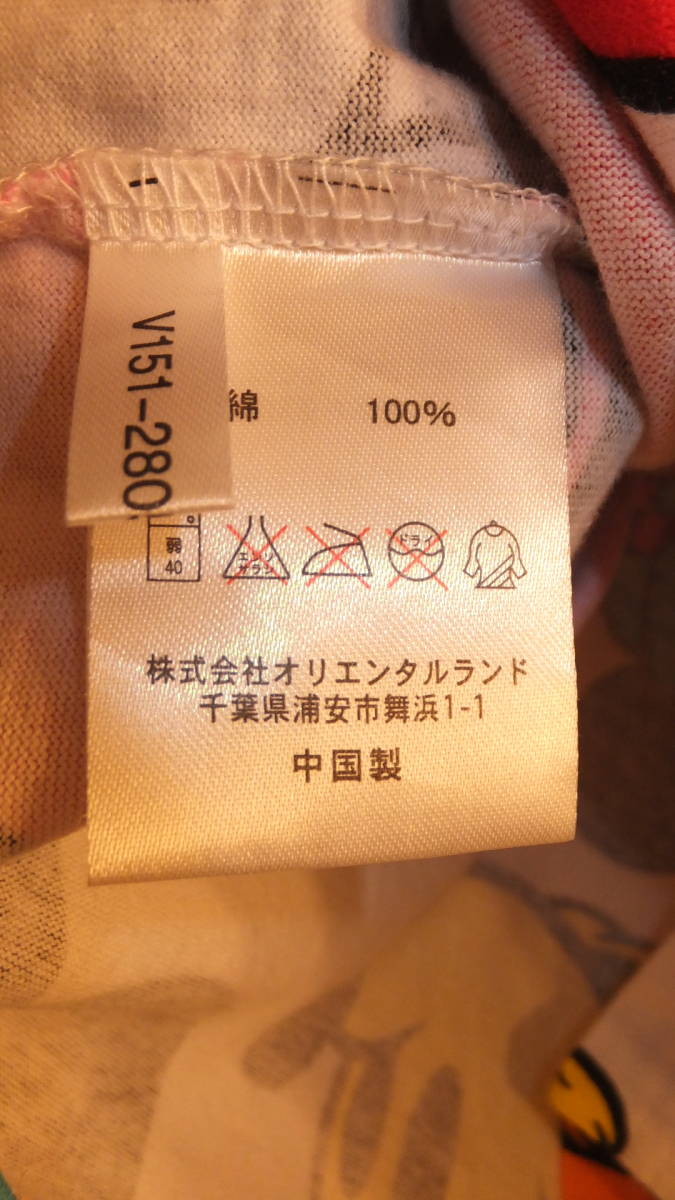 V151-280
綿 100%
弱
40
エンソ
サラシ
ドライ
株式会社オリエンタルランド
千葉県浦安市舞浜1-1
中国製